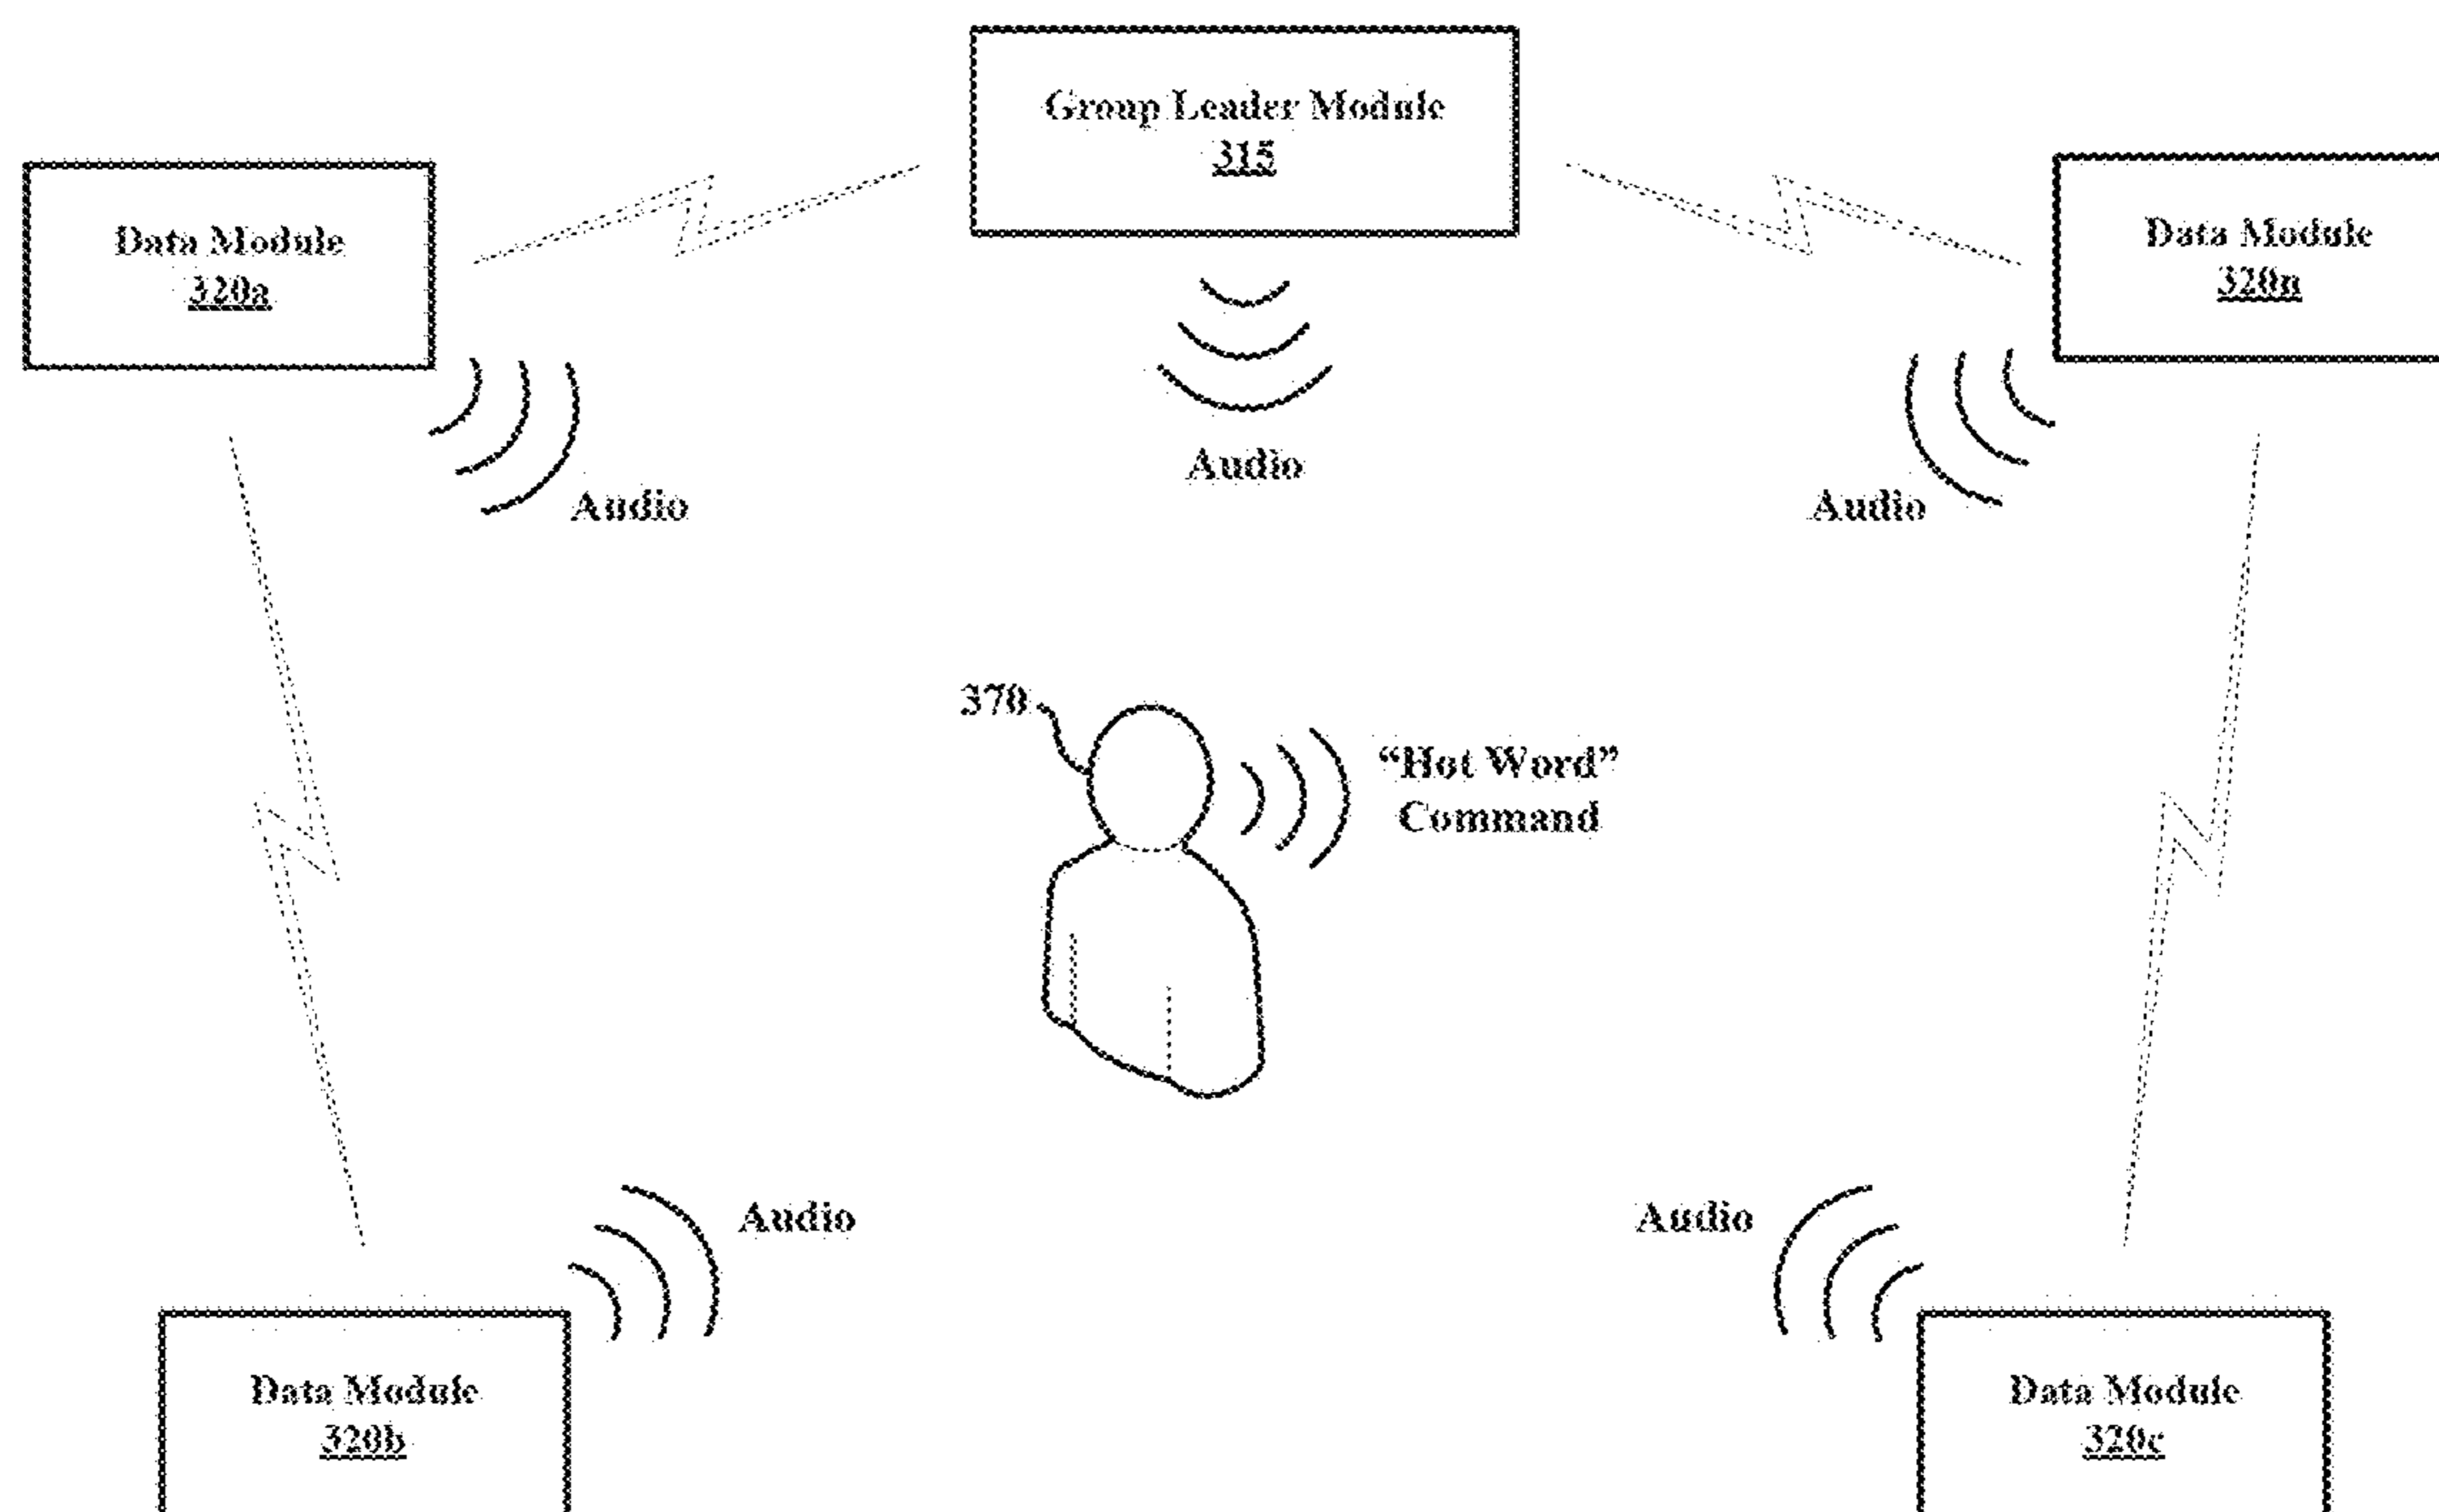 Group Leader Module
315
Data Module
320a
Data Module
320n
Audio
Audio
Audio
370
“Hot Word”
Command
Audio
Audio
Data Module
320b
Data Module
320c